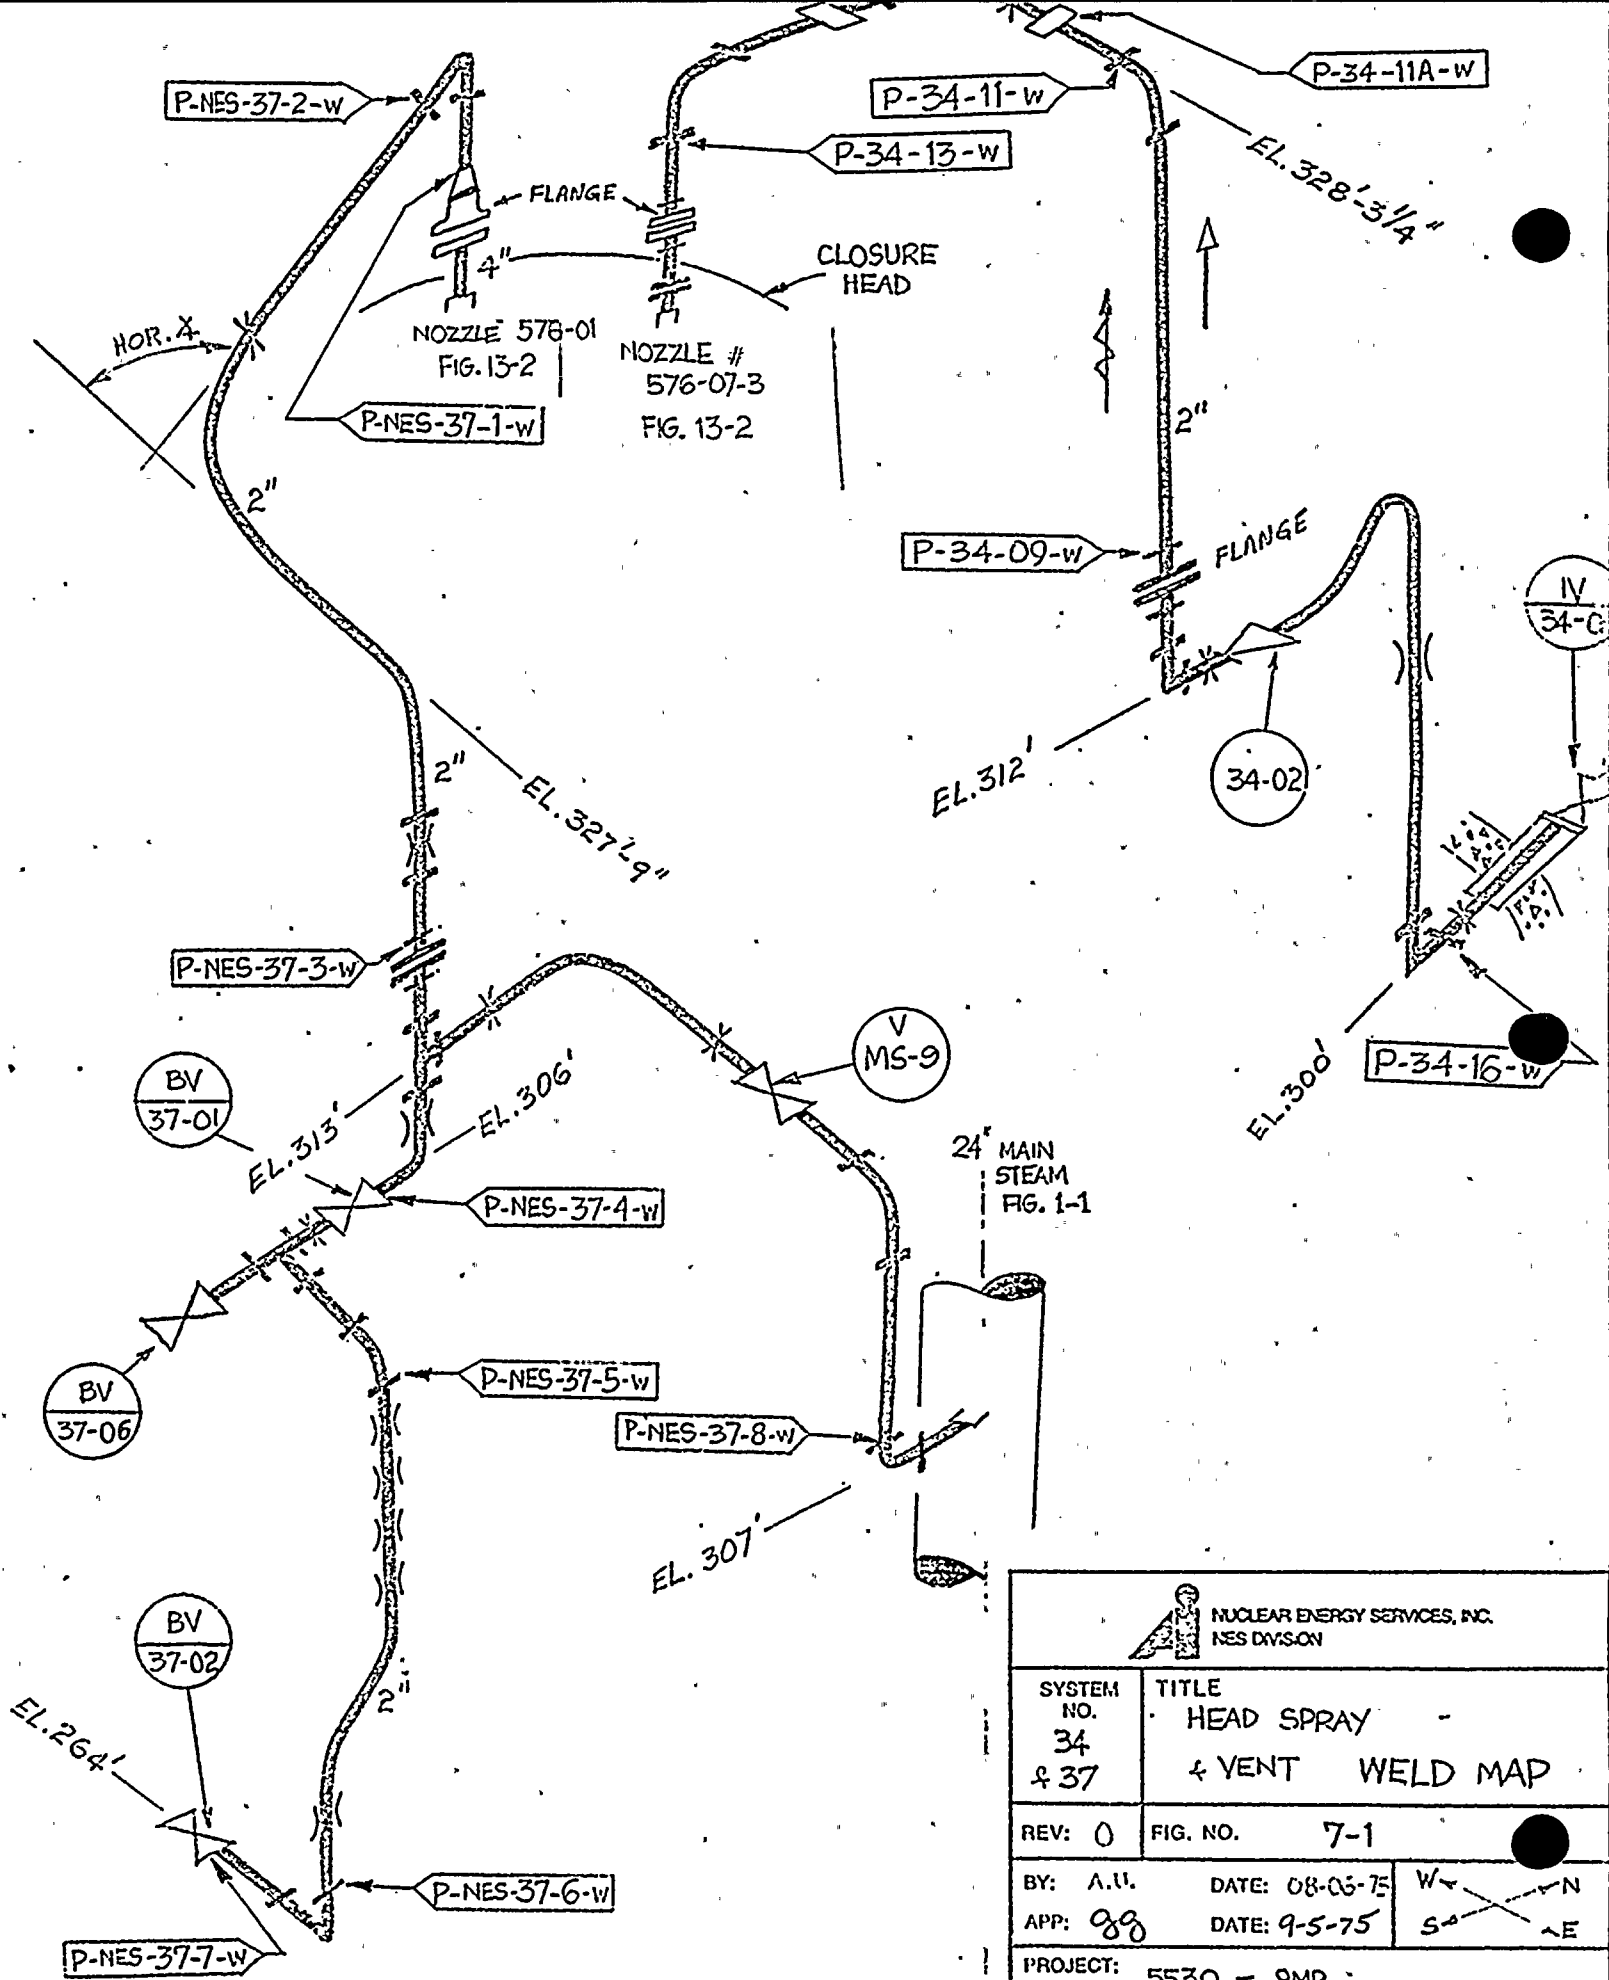 P-NES-37-2-W
P-34-11-W
P-34-11A-W
P-34-13-W
EL. 328'-3 1/4"
FLANGE
4"
CLOSURE
HEAD
HOR.
NOZZLE 576-01
FIG. 13-2
NOZZLE #
576-07-3
FIG. 13-2
P-NES-37-1-W
2"
2"
P-34-09-W
FLANGE
IV
34-
2"
EL. 327'-9"
EL. 312'
34-02
P-NES-37-3-W
V
MS-9
P-34-16-W
EL. 300'
BV
37-01
EL. 313'
EL. 306'
24" MAIN
STEAM
FIG. 1-1
P-NES-37-4-W
BV
37-06
P-NES-37-5-W
P-NES-37-8-W
EL. 307'
BV
37-02
2"
EL. 264'
P-NES-37-6-W
P-NES-37-7-W
NUCLEAR ENERGY SERVICES, INC.
NES DIVISION
SYSTEM
NO.
34
& 37
TITLE
HEAD SPRAY -
& VENT WELD MAP
REV: 0
FIG. NO. 7-1
BY: A.U. DATE: 08-03-75
APP: gg DATE: 9-5-75
W N
S E
PROJECT: 5530 - 9MP